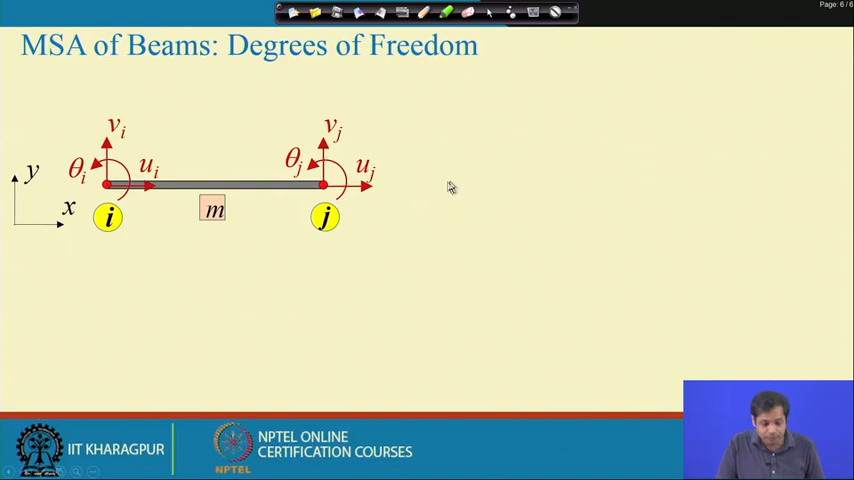 Page: 6 / 6
MSA of Beams: Degrees of Freedom
v_i
v_j
θ_i
u_i
θ_j
u_j
y
x
i
m
j
IIT KHARAGPUR
NPTEL
NPTEL ONLINE
CERTIFICATION COURSES